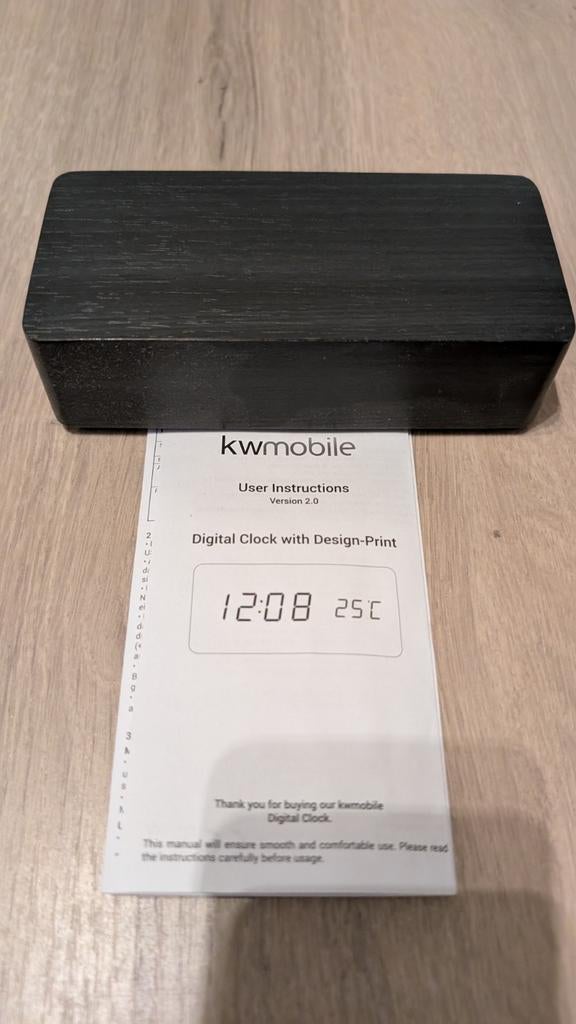 kwmobile
User Instructions
Version 2.0
Digital Clock with Design-Print
12:08 25°C
Thank you for buying our kwmobile
Digital Clock.
This manual will ensure smooth and comfortable use. Please read
the instructions carefully before usage.